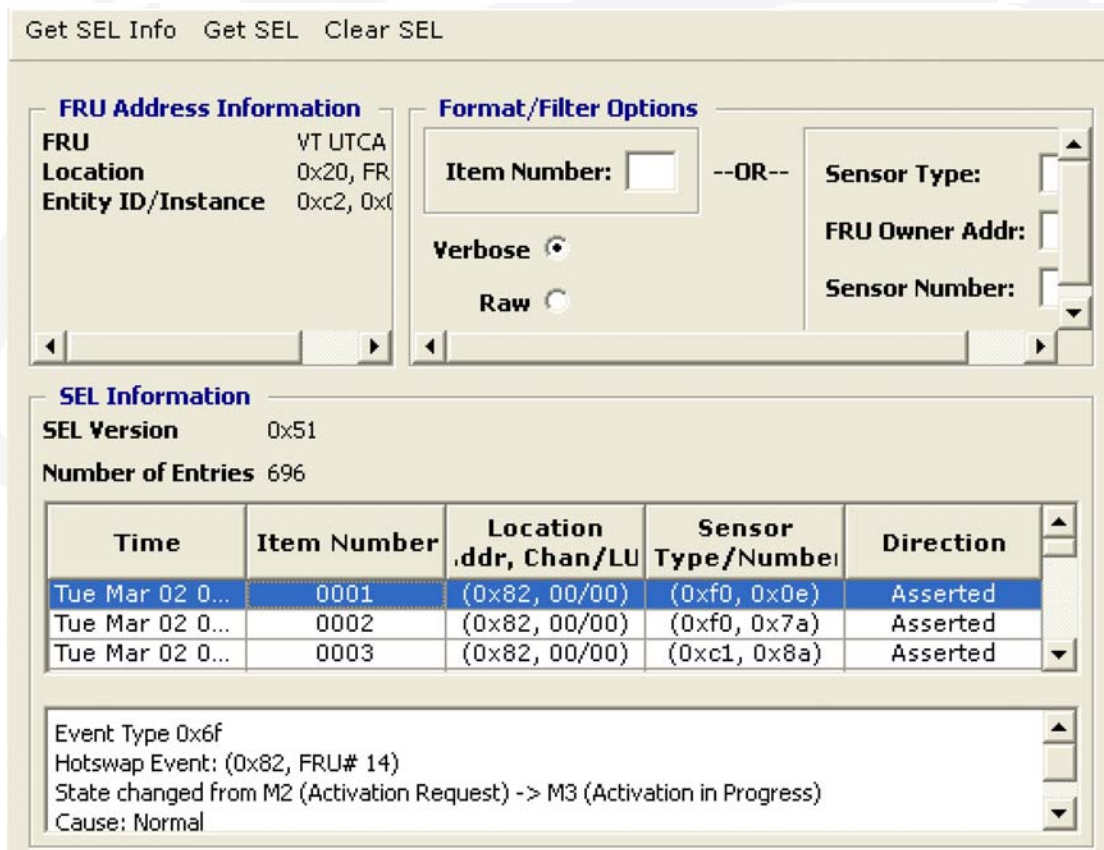 Get SEL Info Get SEL Clear SEL
FRU Address Information
FRU VT UTCA
Location 0x20, FR
Entity ID/Instance 0xc2,
Format/Filter Options
Item Number: --OR--
Verbose
Raw
Sensor Type:
FRU Owner Addr:
Sensor Number:
SEL Information
SEL Version 0x51
Number of Entries 696
Time Item Number Location Sensor Direction
ddr, Chan/LU Type/Number
Tue Mar 02 0... 0001 (0x82, 00/00) (0xf0, 0x0e) Asserted
Tue Mar 02 0... 0002 (0x82, 00/00) (0xf0, 0x7a) Asserted
Tue Mar 02 0... 0003 (0x82, 00/00) (0xc1, 0x8a) Asserted
Event Type 0x6f
Hotswap Event: (0x82, FRU# 14)
State changed from M2 (Activation Request) -> M3 (Activation in Progress)
Cause: Normal